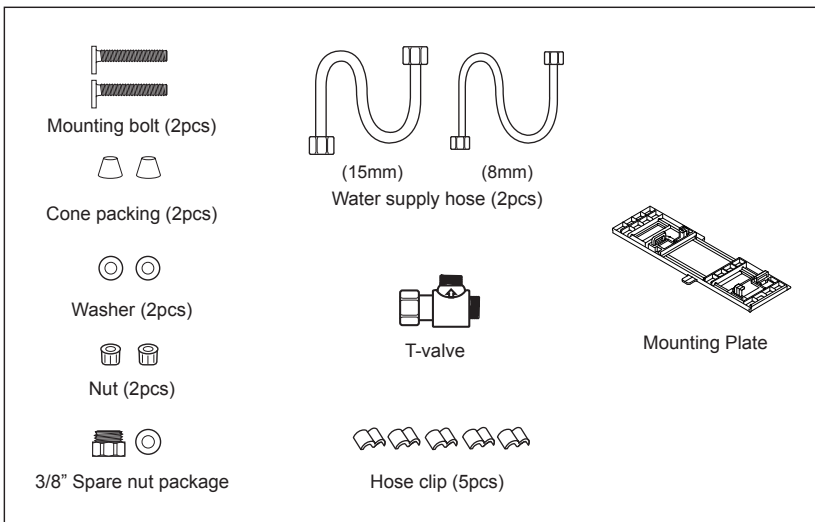 Mounting bolt (2pcs)
Cone packing (2pcs)
Washer (2pcs)
Nut (2pcs)
3/8” Spare nut package
(15mm) (8mm)
Water supply hose (2pcs)
T-valve
Hose clip (5pcs)
Mounting Plate